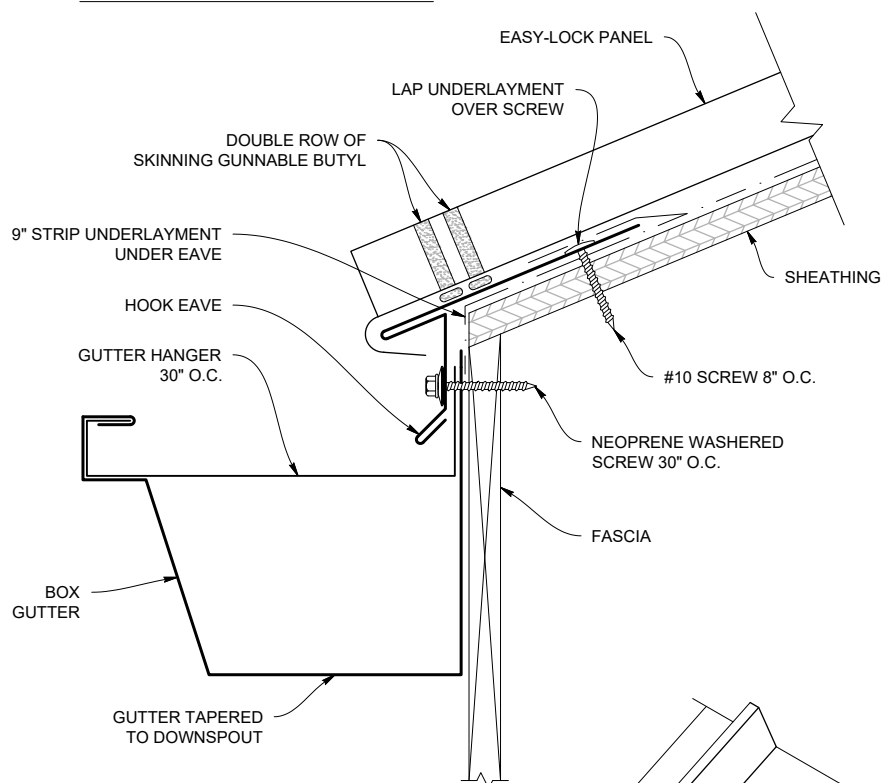 EASY-LOCK PANEL
LAP UNDERLAYMENT
OVER SCREW
DOUBLE ROW OF
SKINNING GUNNABLE BUTYL
9" STRIP UNDERLAYMENT
UNDER EAVE
SHEATHING
HOOK EAVE
GUTTER HANGER
30" O.C.
#10 SCREW 8" O.C.
NEOPRENE WASHERED
SCREW 30" O.C.
FASCIA
BOX
GUTTER
GUTTER TAPERED
TO DOWNSPOUT